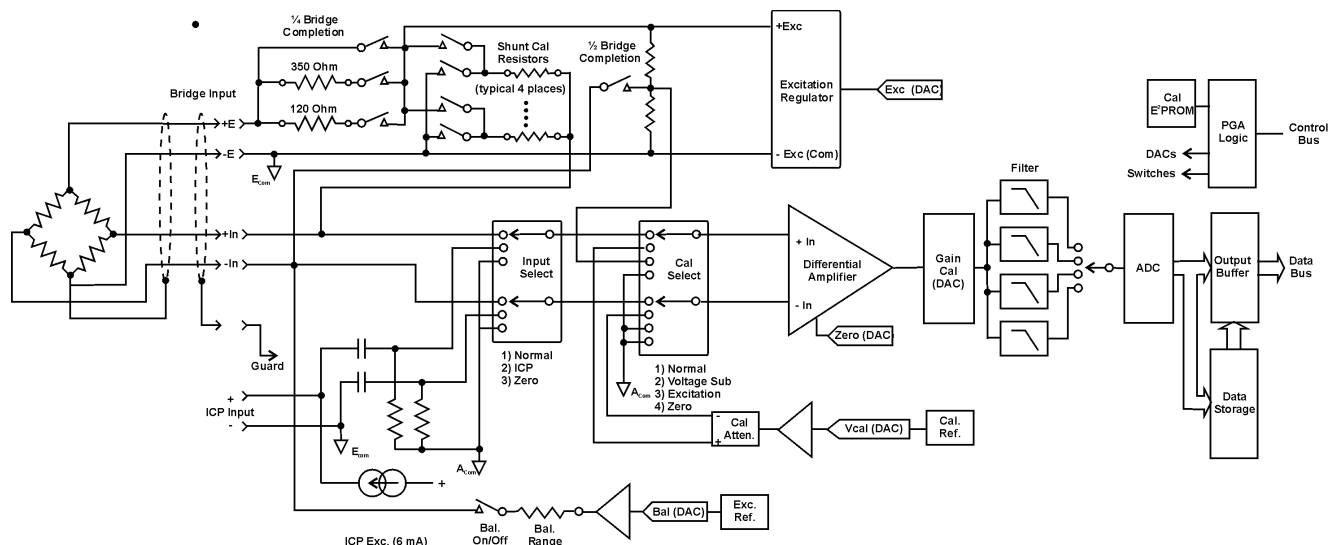 ¼ Bridge
Completion
350 Ohm
120 Ohm
Bridge Input
+E
-E
E Com
Shunt Cal
Resistors
(typical 4 places)
½ Bridge
Completion
+Exc
Excitation
Regulator
- Exc (Com)
Exc (DAC)
Cal
E²PROM
PGA
Logic
Control
Bus
DACs
Switches
+In
-In
Guard
Input
Select
1) Normal
2) ICP
3) Zero
Cal
Select
1) Normal
2) Voltage Sub
3) Excitation
4) Zero
A Com
+ In
Differential
Amplifier
- In
Zero (DAC)
Gain
Cal
(DAC)
Filter
ADC
Output
Buffer
Data
Bus
Data
Storage
+
ICP Input
-
E com
A Com
+
-
+
Cal
Atten.
Vcal (DAC)
Cal.
Ref.
ICP Exc. (6 mA)
Bal.
On/Off
Bal.
Range
Bal (DAC)
Exc.
Ref.